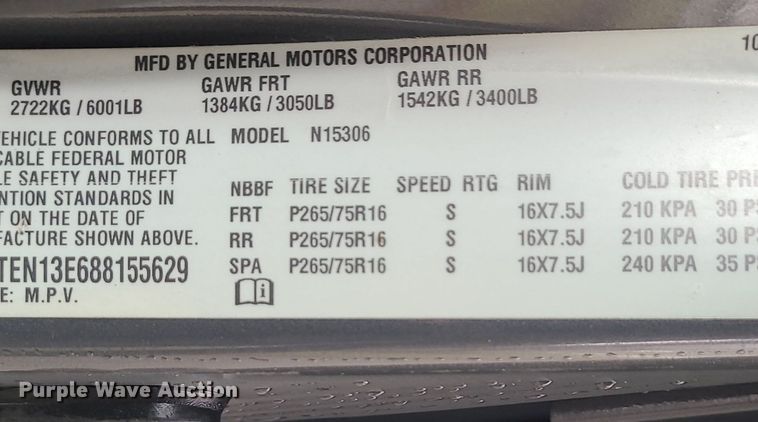 MFD BY GENERAL MOTORS CORPORATION 10
GVWR GAWR FRT GAWR RR
2722KG / 6001LB 1384KG / 3050LB 1542KG / 3400LB
EHICLE CONFORMS TO ALL MODEL N15306
CABLE FEDERAL MOTOR
LE SAFETY AND THEFT
NTION STANDARDS IN
T ON THE DATE OF
FACTURE SHOWN ABOVE.
TEN13E688155629
E: M.P.V.
NBBF TIRE SIZE SPEED RTG RIM COLD TIRE PRE
FRT P265/75R16 S 16X7.5J 210 KPA 30 P
RR P265/75R16 S 16X7.5J 210 KPA 30 P
SPA P265/75R16 S 16X7.5J 240 KPA 35 P
i
Purple Wave Auction